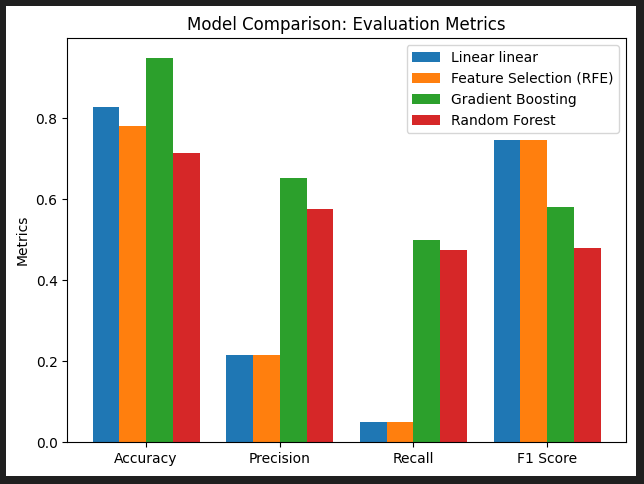 Model Comparison: Evaluation Metrics
Linear linear
Feature Selection (RFE)
Gradient Boosting
Random Forest
Metrics
0.8
0.6
0.4
0.2
0.0
Accuracy Precision Recall F1 Score